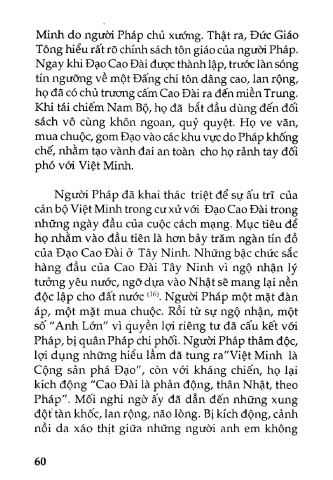 Minh do người Pháp chủ xướng. Thật ra, Đức Giáo
Tông hiểu rất rõ chính sách tôn giáo của người Pháp.
Ngay khi Đạo Cao Đài được thành lập, trước làn sóng
tín ngưỡng về một Đấng chí tôn dâng cao, lan rộng,
họ đã có chủ trương cấm Cao Đài ra đến miền Trung.
Khi tái chiếm Nam Bộ, họ đã bắt đầu dùng đến đối
sách vô cùng khôn ngoan, quỷ quyệt. Họ ve vãn,
mua chuộc, gom Đạo vào các khu vực do Pháp khống
chế, nhằm tạo vành đai an toàn cho họ rảnh tay đối
phó với Việt Minh.
Người Pháp đã khai thác triệt để sự ấu trĩ của
cán bộ Việt Minh trong cư xử với Đạo Cao Đài trong
những ngày đầu của cuộc cách mạng. Mục tiêu để
họ nhằm vào đầu tiên là hơn bảy trăm ngàn tín đồ
của Đạo Cao Đài ở Tây Ninh. Những bậc chức sắc
hàng đầu của Cao Đài Tây Ninh vì ngộ nhận lý
tưởng yêu nước, ngỡ dựa vào Nhật sẽ mang lại nền
độc lập cho đất nước (16). Người Pháp một mặt đàn
áp, một mặt mua chuộc. Rồi từ sự ngộ nhận, một
số "Anh Lớn" vì quyền lợi riêng tư đã cấu kết với
Pháp, bị quân Pháp chi phối. Người Pháp thâm độc,
lợi dụng những hiểu lầm đã tung ra"Việt Minh là
Cộng sản phá Đạo", còn với kháng chiến, họ lại
kích động "Cao Đài là phản động, thân Nhật, theo
Pháp". Mối nghi ngờ ấy đã dẫn đến những xung
đột tàn khốc, lan rộng, não lòng. Bị kích động, cảnh
nồi da xáo thịt giữa những người anh em không
60